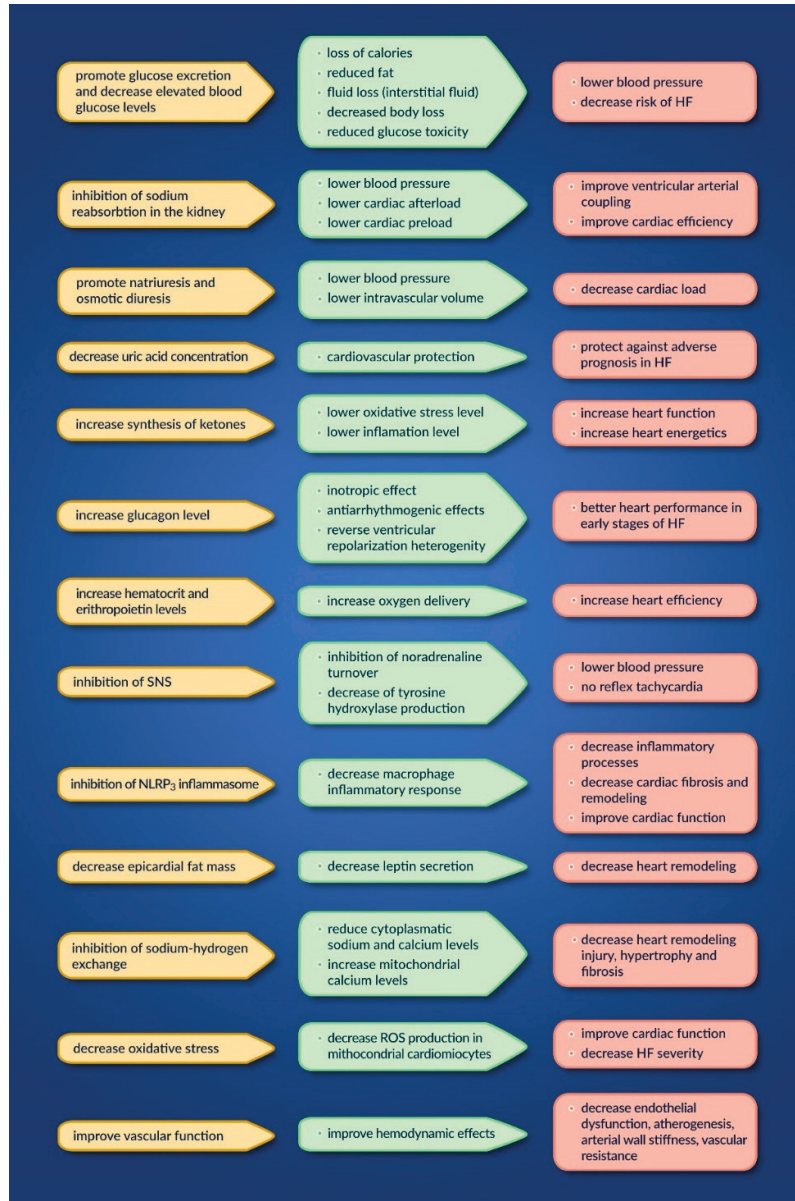 promote glucose excretion
and decrease elevated blood
glucose levels
• loss of calories
• reduced fat
• fluid loss (interstitial fluid)
• decreased body loss
• reduced glucose toxicity
• lower blood pressure
• decrease risk of HF
inhibition of sodium
reabsorbtion in the kidney
• lower blood pressure
• lower cardiac afterload
• lower cardiac preload
• improve ventricular arterial
coupling
• improve cardiac efficiency
promote natriuresis and
osmotic diuresis
• lower blood pressure
• lower intravascular volume
• decrease cardiac load
decrease uric acid concentration
• cardiovascular protection
• protect against adverse
prognosis in HF
increase synthesis of ketones
• lower oxidative stress level
• lower inflamation level
• increase heart function
• increase heart energetics
increase glucagon level
• inotropic effect
• antiarrhythmogenic effects
• reverse ventricular
repolarization heterogenity
• better heart performance in
early stages of HF
increase hematocrit and
erithropoietin levels
• increase oxygen delivery
• increase heart efficiency
inhibition of SNS
• inhibition of noradrenaline
turnover
• decrease of tyrosine
hydroxylase production
• lower blood pressure
• no reflex tachycardia
inhibition of NLRP₃ inflammasome
• decrease macrophage
inflammatory response
• decrease inflammatory
processes
• decrease cardiac fibrosis and
remodeling
• improve cardiac function
decrease epicardial fat mass
• decrease leptin secretion
• decrease heart remodeling
inhibition of sodium-hydrogen
exchange
• reduce cytoplasmatic
sodium and calcium levels
• increase mitochondrial
calcium levels
• decrease heart remodeling
injury, hypertrophy and
fibrosis
decrease oxidative stress
• decrease ROS production in
mithocondrial cardiomiocytes
• improve cardiac function
• decrease HF severity
improve vascular function
• improve hemodynamic effects
• decrease endothelial
dysfunction, atherogenesis,
arterial wall stiffness, vascular
resistance